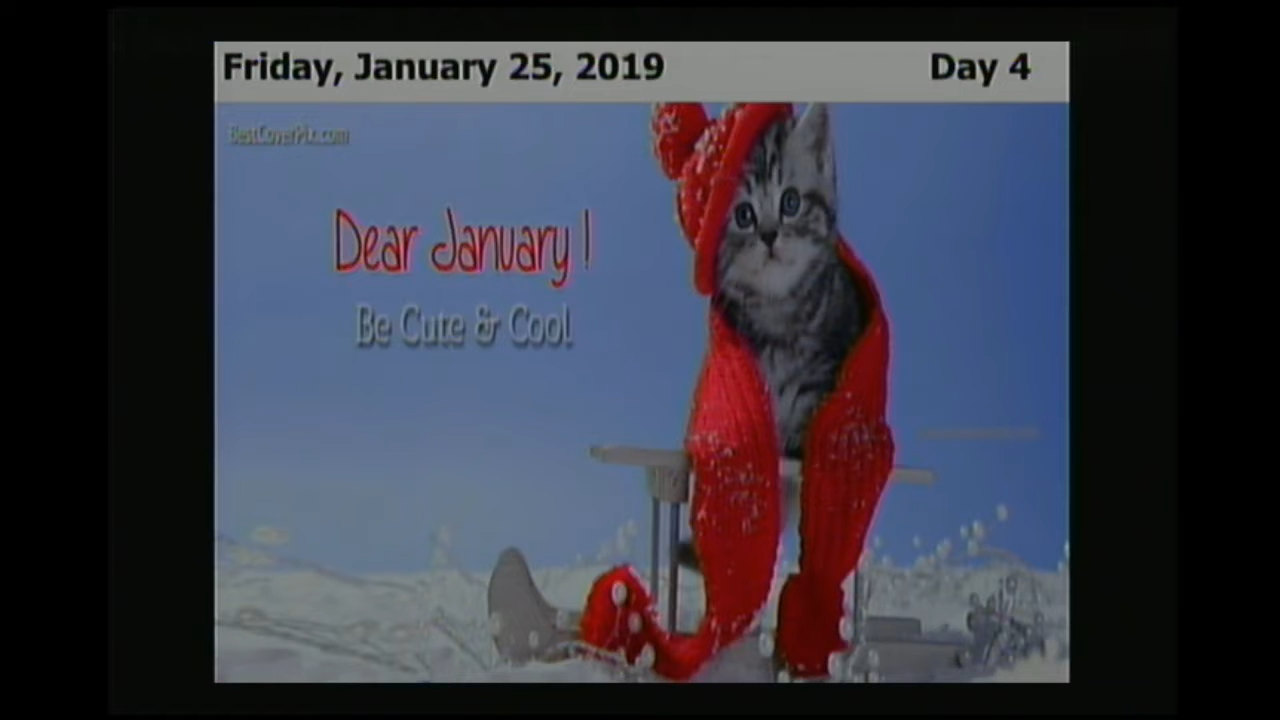 Friday, January 25, 2019 Day 4
BestCoverPix.com
Dear January !
Be Cute & Cool